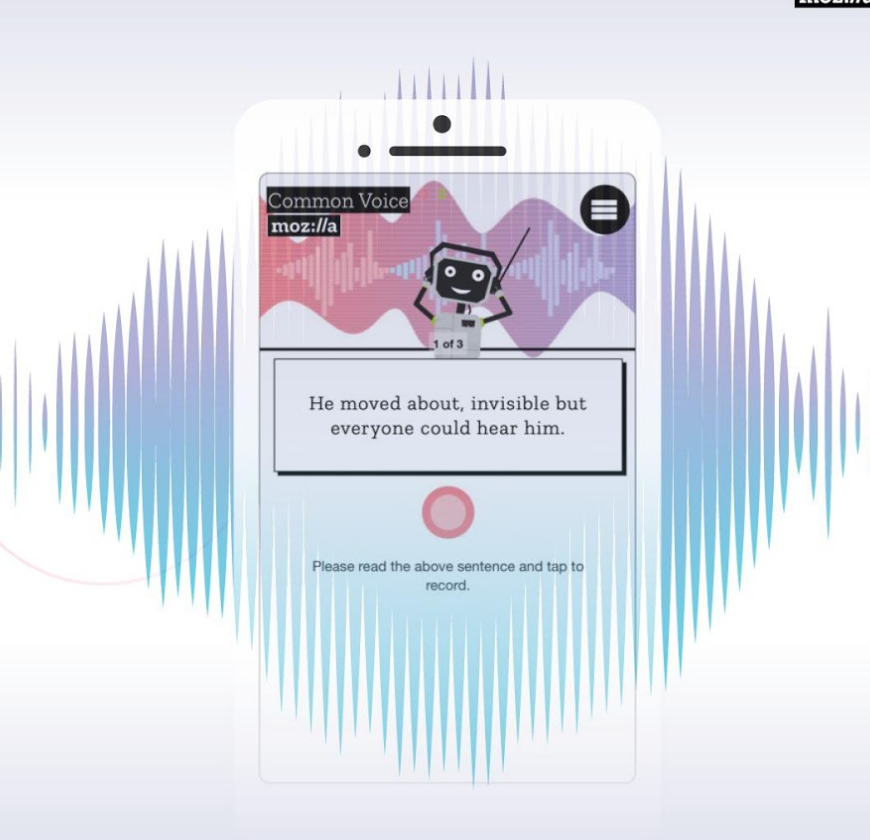 Common Voice
moz://a
1 of 3
He moved about, invisible but
everyone could hear him.
Please read the above sentence and tap to
record.